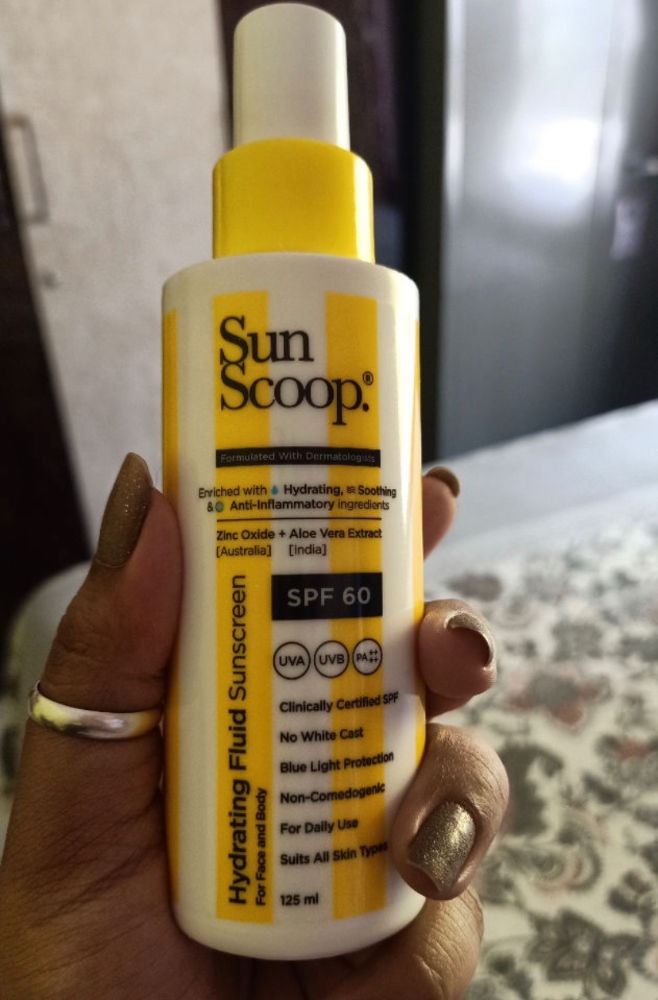 Sun
Scoop.®
Formulated With Dermatologists
Enriched with Hydrating, Soothing
& Anti-Inflammatory ingredients
Zinc Oxide + Aloe Vera Extract
[Australia] [India]
Hydrating Fluid Sunscreen
For Face and Body
SPF 60
UVA UVB PA++++
Clinically Certified SPF
No White Cast
Blue Light Protection
Non-Comedogenic
For Daily Use
Suits All Skin Types
125 ml